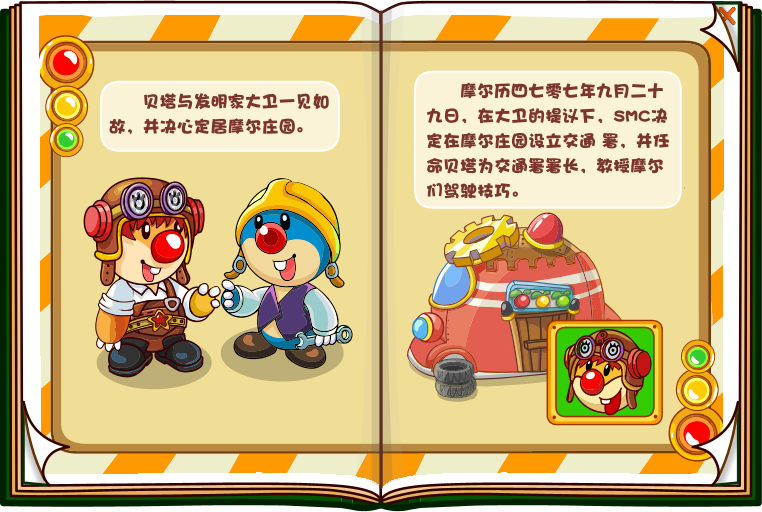 贝塔与发明家大卫一见如
故，并决心定居摩尔庄园。
摩尔历四七零七年九月二十
九日，在大卫的提议下，SMC决
定在摩尔庄园设立交通 署，并任
命贝塔为交通署署长，教授摩尔
们驾驶技巧。